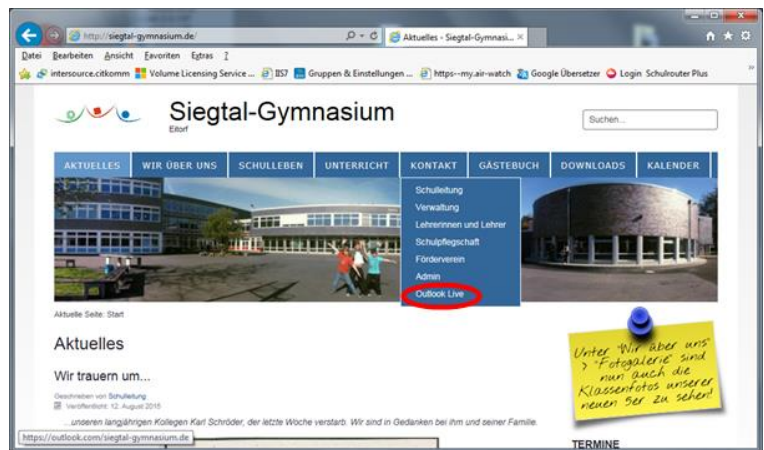 http://siegtal-gymnasium.de/
Aktuelles - Siegtal-Gymnasi...
Datei Bearbeiten Ansicht Favoriten Extras ?
intersource.citkomm Volume Licensing Service ... IIS7 Gruppen & Einstellungen ... https--my.air-watch Google Übersetzer Login Schulrouter Plus
Siegtal-Gymnasium
Eitorf
Suchen...
AKTUELLES WIR ÜBER UNS SCHULLEBEN UNTERRICHT KONTAKT GÄSTEBUCH DOWNLOADS KALENDER
Schulleitung
Verwaltung
Lehrerinnen und Lehrer
Schulpflegschaft
Förderverein
Admin
Outlook Live
Aktuelle Seite: Start
Aktuelles
Wir trauern um...
Geschrieben von Schulleitung
Veröffentlicht: 12. August 2015
...unseren langjährigen Kollegen Karl Schröder, der letzte Woche verstarb. Wir sind in Gedanken bei ihm und seiner Familie.
Unter "Wir über uns"
> "Fotogalerie" sind
nun auch die
Klassenfotos unserer
neuen 5er zu sehen!
TERMINE
https://outlook.com/siegtal-gymnasium.de